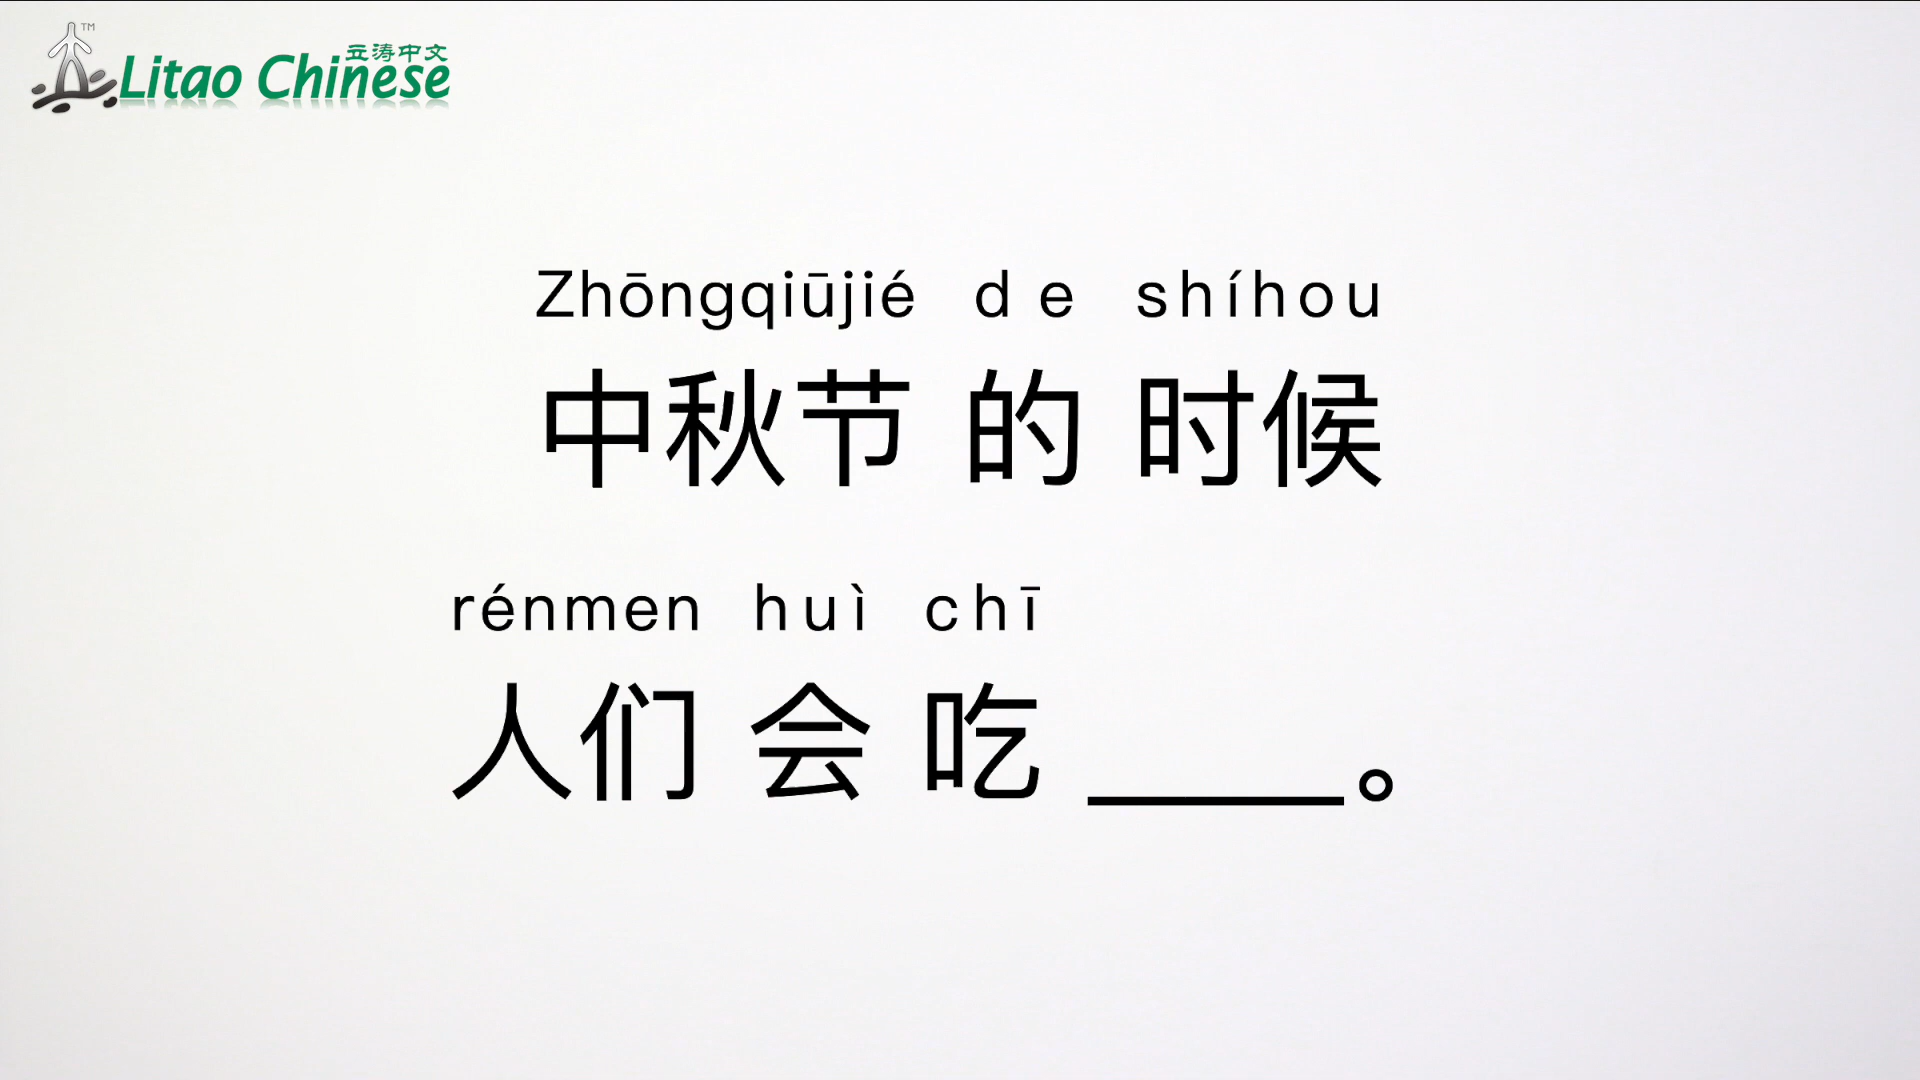 TM
立涛中文
Litao Chinese
Zhōngqiūjié de shíhou
中秋节 的 时候
rénmen huì chī
人们 会 吃 ____。